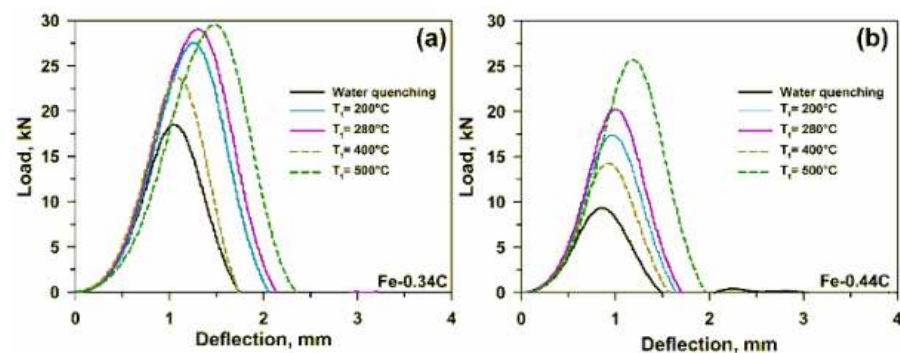 30
25
20
15
10
5
0
Load, kN
(a)
Water quenching
T₁= 200°C
T₁= 280°C
T₁= 400°C
T₁= 500°C
Fe-0.34C
0 1 2 3 4
Deflection, mm
30
25
20
15
10
5
0
Load, kN
(b)
Water quenching
T₁= 200°C
T₁= 280°C
T₁= 400°C
T₁= 500°C
Fe-0.44C
0 1 2 3 4
Deflection, mm